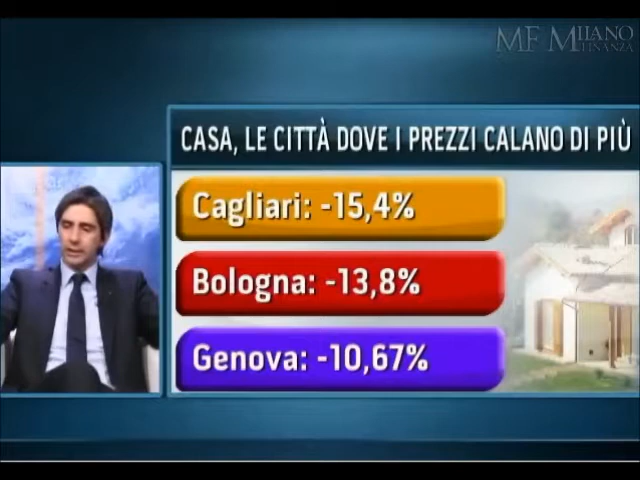 MF MILANO
FINANZA
CASA, LE CITTÀ DOVE I PREZZI CALANO DI PIÙ
Cagliari: -15,4%
Bologna: -13,8%
Genova: -10,67%